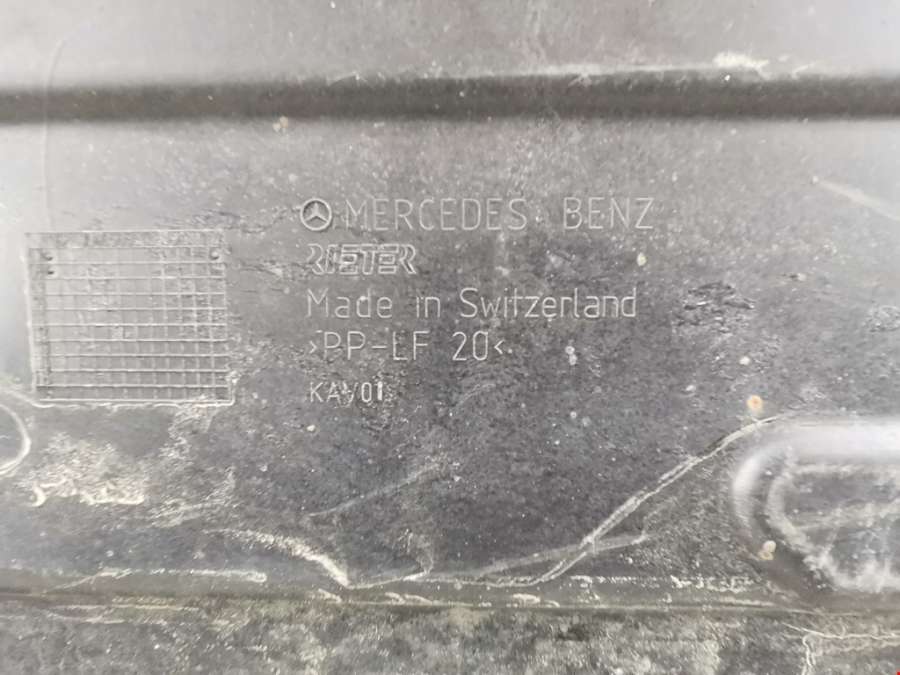 MERCEDES BENZ
RIETER
Made in Switzerland
>PP-LF 20<
KAV01